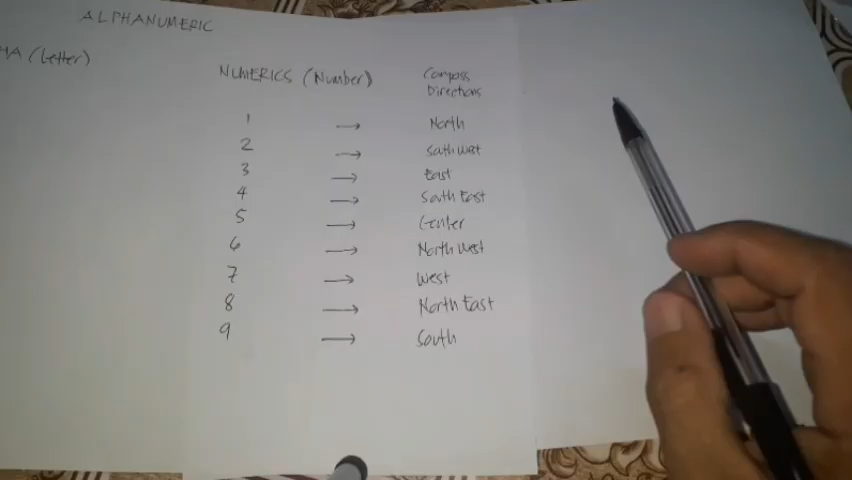 ALPHANUMERIC
HA (Letter)
NUMERICS (Number) Compass
Directions
1 → North
2 → South West
3 → East
4 → South East
5 → Center
6 → North West
7 → West
8 → North East
9 → South